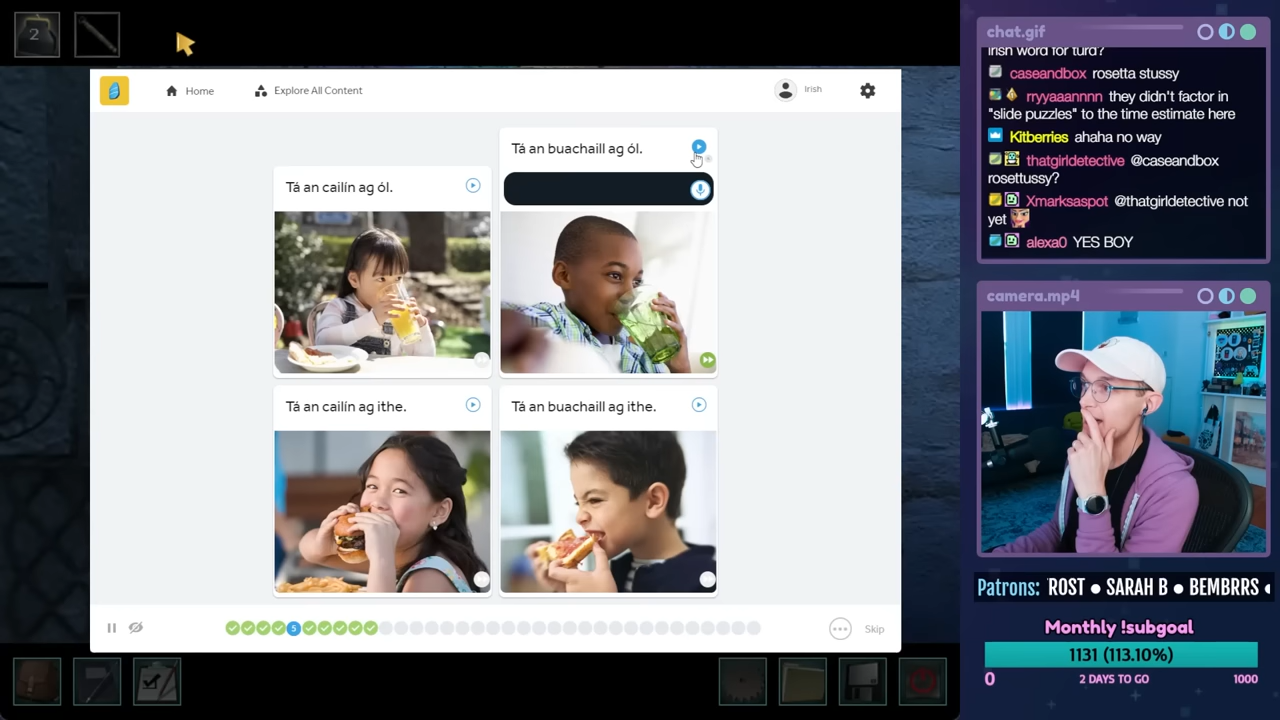 2
Home
Explore All Content
Irish
Tá an cailín ag ól.
Tá an buachaill ag ól.
Tá an cailín ag ithe.
Tá an buachaill ag ithe.
5
Skip
chat.gif
irish word for turd?
caseandbox rosetta stussy
rryyaaannnn they didn't factor in
"slide puzzles" to the time estimate here
Kitberries ahaha no way
thatgirldetective @caseandbox
rosettussy?
Xmarksaspot @thatgirldetective not
yet
alexa0 YES BOY
camera.mp4
Patrons: ROST ● SARAH B ● BEMBRRS
Monthly !subgoal
1131 (113.10%)
0 2 DAYS TO GO 1000